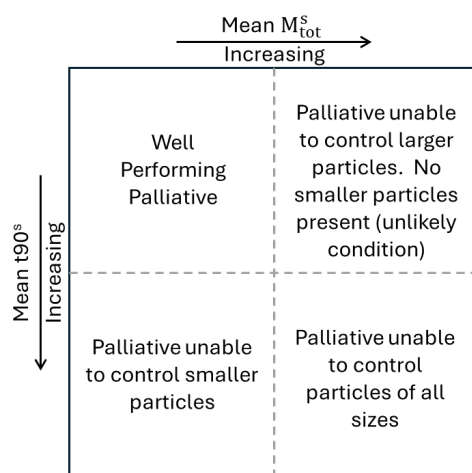 Mean M^s_tot
Increasing
Well
Performing
Palliative
Palliative unable
to control larger
particles. No
smaller particles
present (unlikely
condition)
Mean t90^s
Increasing
Palliative unable
to control smaller
particles
Palliative unable
to control
particles of all
sizes